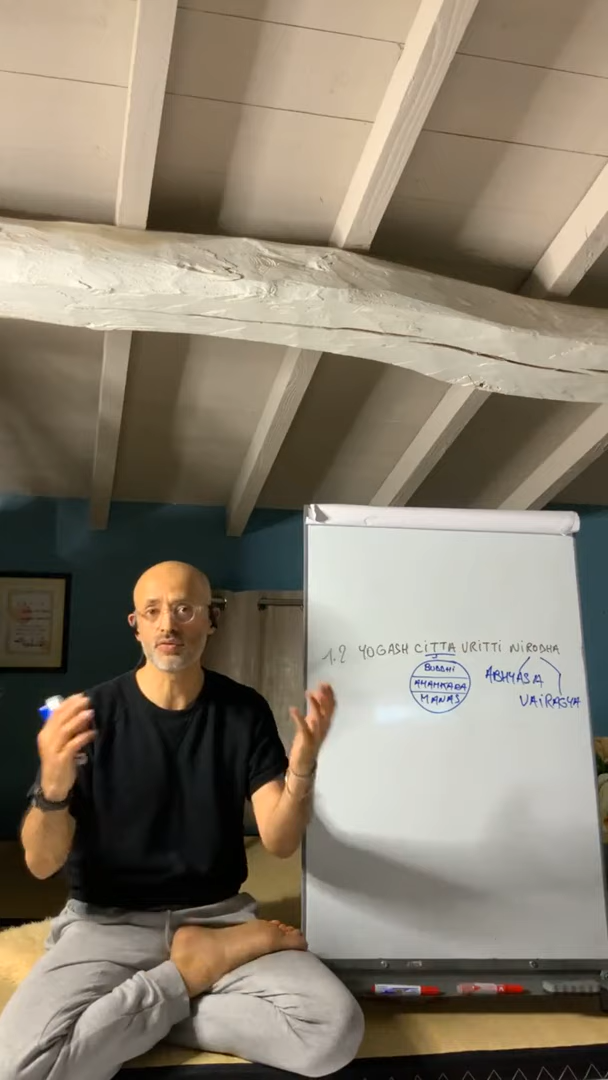 1.2 YOGASH CITTA VRITTI NIRODHA
BUDDHI
AHAMKARA
MANAS
ABHYASA
VAIRAGYA